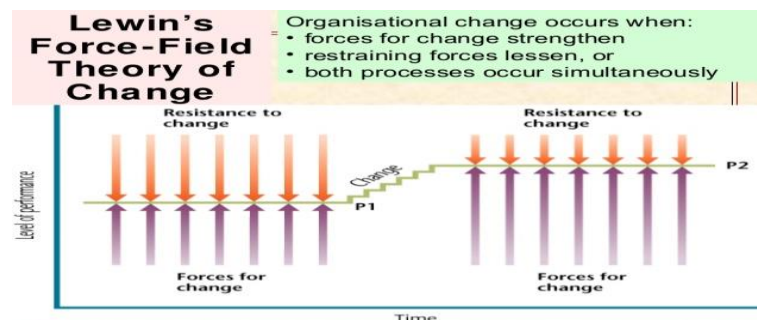 Lewin's
Force-Field
Theory of
Change
Organisational change occurs when:
• forces for change strengthen
• restraining forces lessen, or
• both processes occur simultaneously
Resistance to
change
Resistance to
change
Change
P2
P1
Level of performance
Forces for
change
Forces for
change
Time